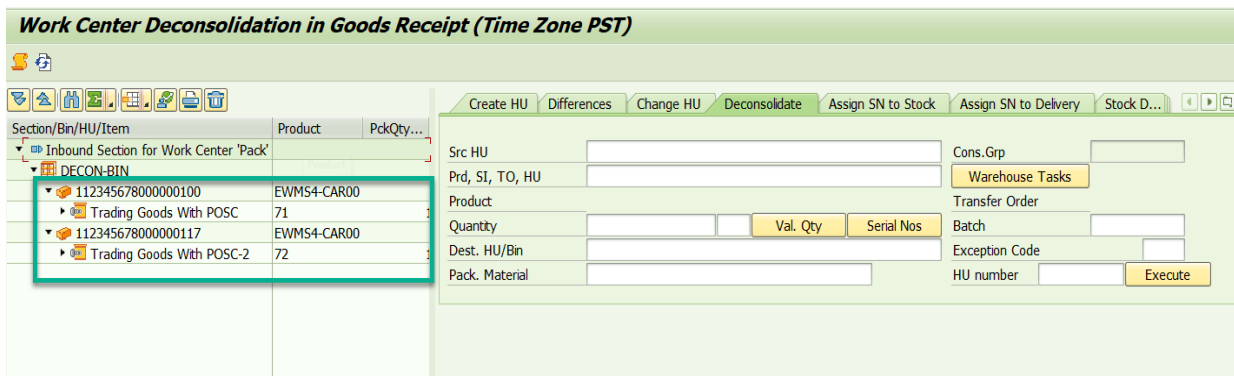 Work Center Deconsolidation in Goods Receipt (Time Zone PST)
Create HU Differences Change HU Deconsolidate Assign SN to Stock Assign SN to Delivery Stock D...
Section/Bin/HU/Item Product PckQty...
Inbound Section for Work Center 'Pack'
DECON-BIN
112345678000000100 EWMS4-CAR00
Trading Goods With POSC 71 1
112345678000000117 EWMS4-CAR00
Trading Goods With POSC-2 72 1
Src HU Cons.Grp
Prd, SI, TO, HU Warehouse Tasks
Product Transfer Order
Quantity Val. Qty Serial Nos Batch
Dest. HU/Bin Exception Code
Pack. Material HU number Execute